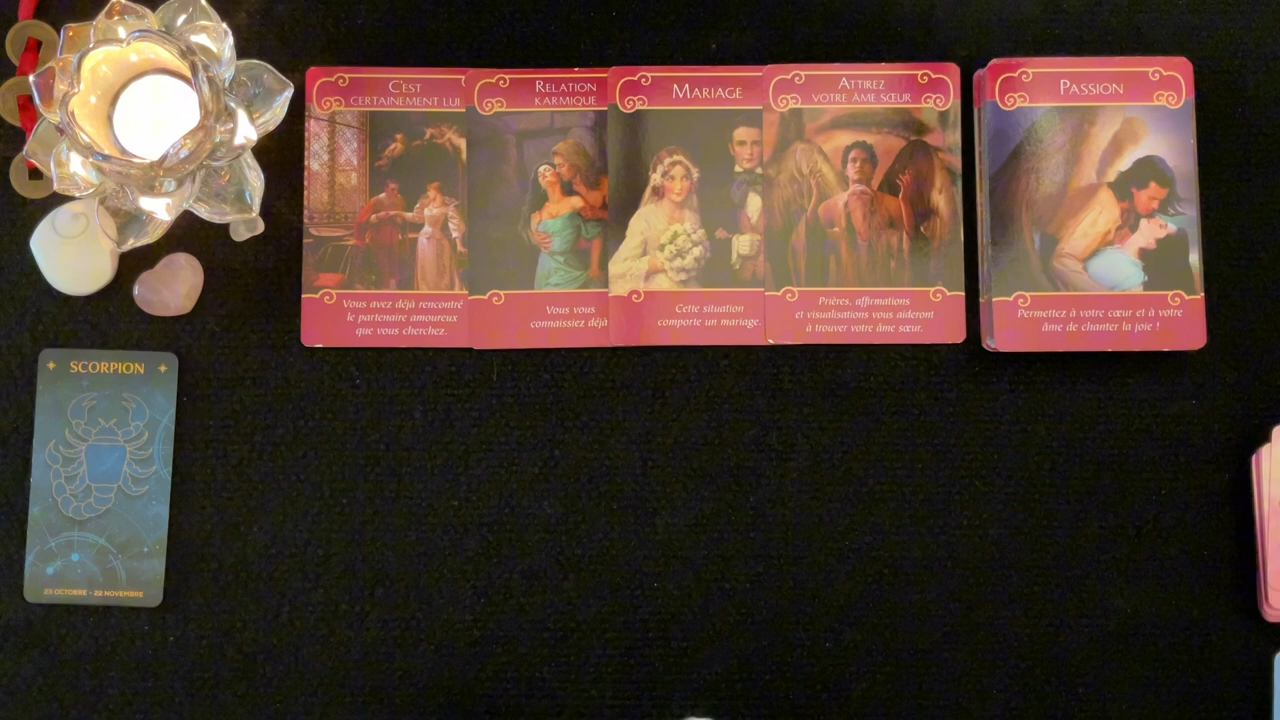 C'EST
CERTAINEMENT LUI
Vous avez déjà rencontré
le partenaire amoureux
que vous cherchez.
RELATION
KARMIQUE
Vous vous
connaissiez déjà
MARIAGE
Cette situation
comporte un mariage.
ATTIREZ
VOTRE ÂME SŒUR
Prières, affirmations
et visualisations vous aideront
à trouver votre âme sœur.
PASSION
Permettez à votre cœur et à votre
âme de chanter la joie !
SCORPION
23 OCTOBRE - 22 NOVEMBRE